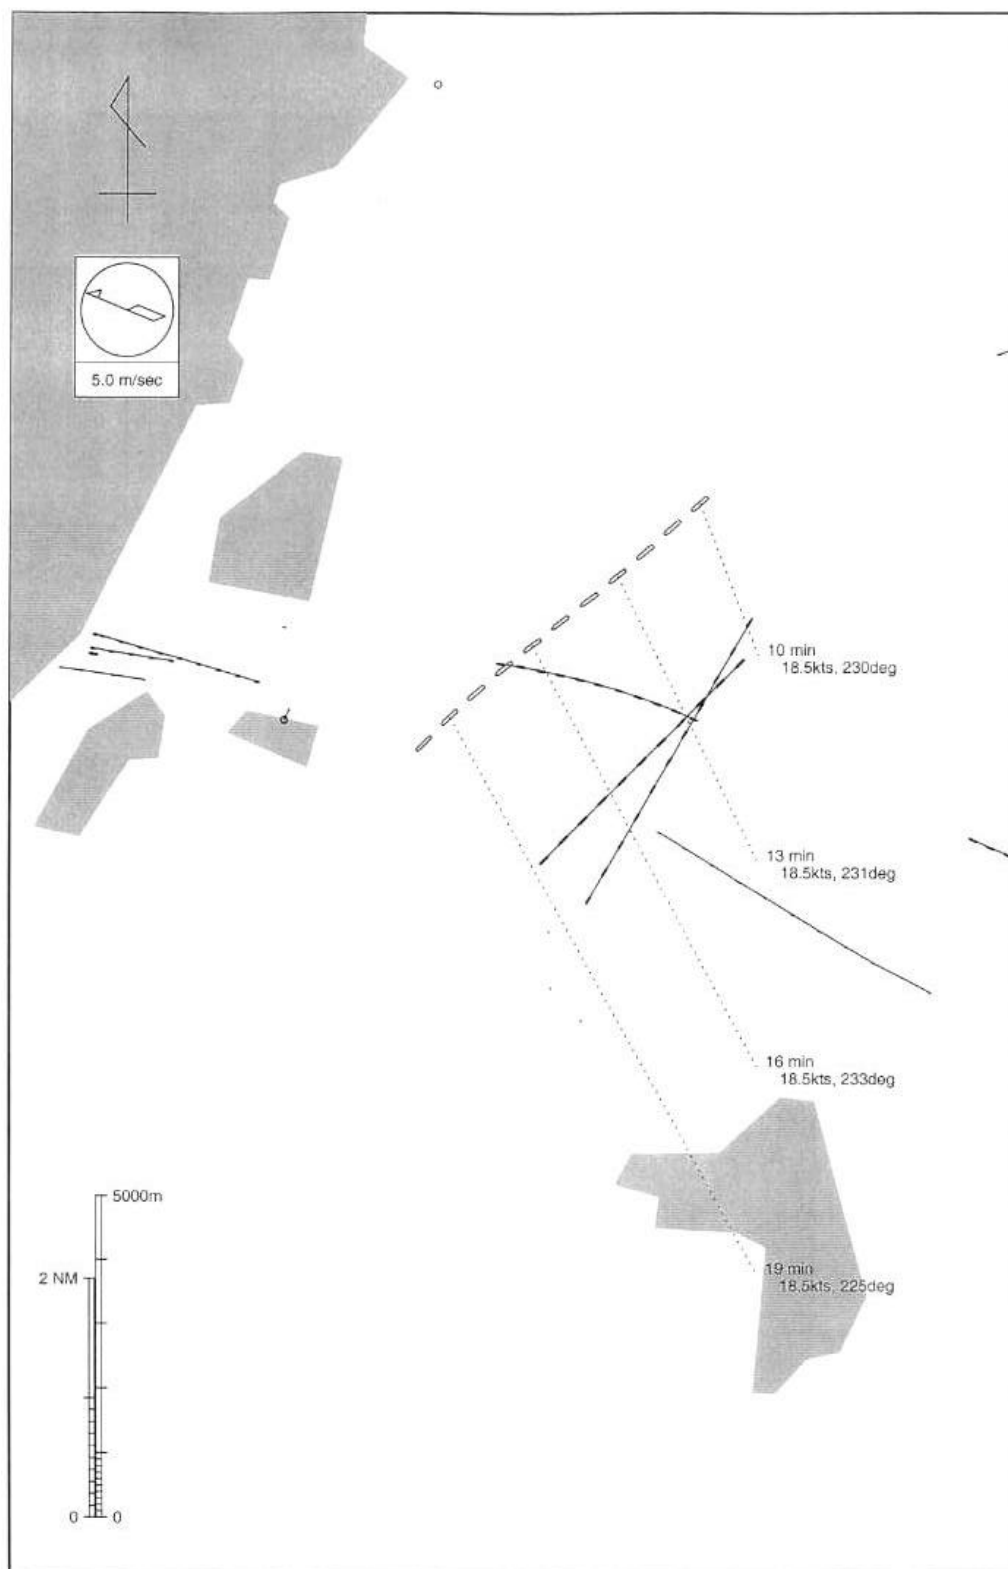 5.0 m/sec
10 min
18.5kts, 230deg
13 min
18.5kts, 231deg
16 min
18.5kts, 233deg
5000m
2 NM
19 min
18.5kts, 225deg
0
0